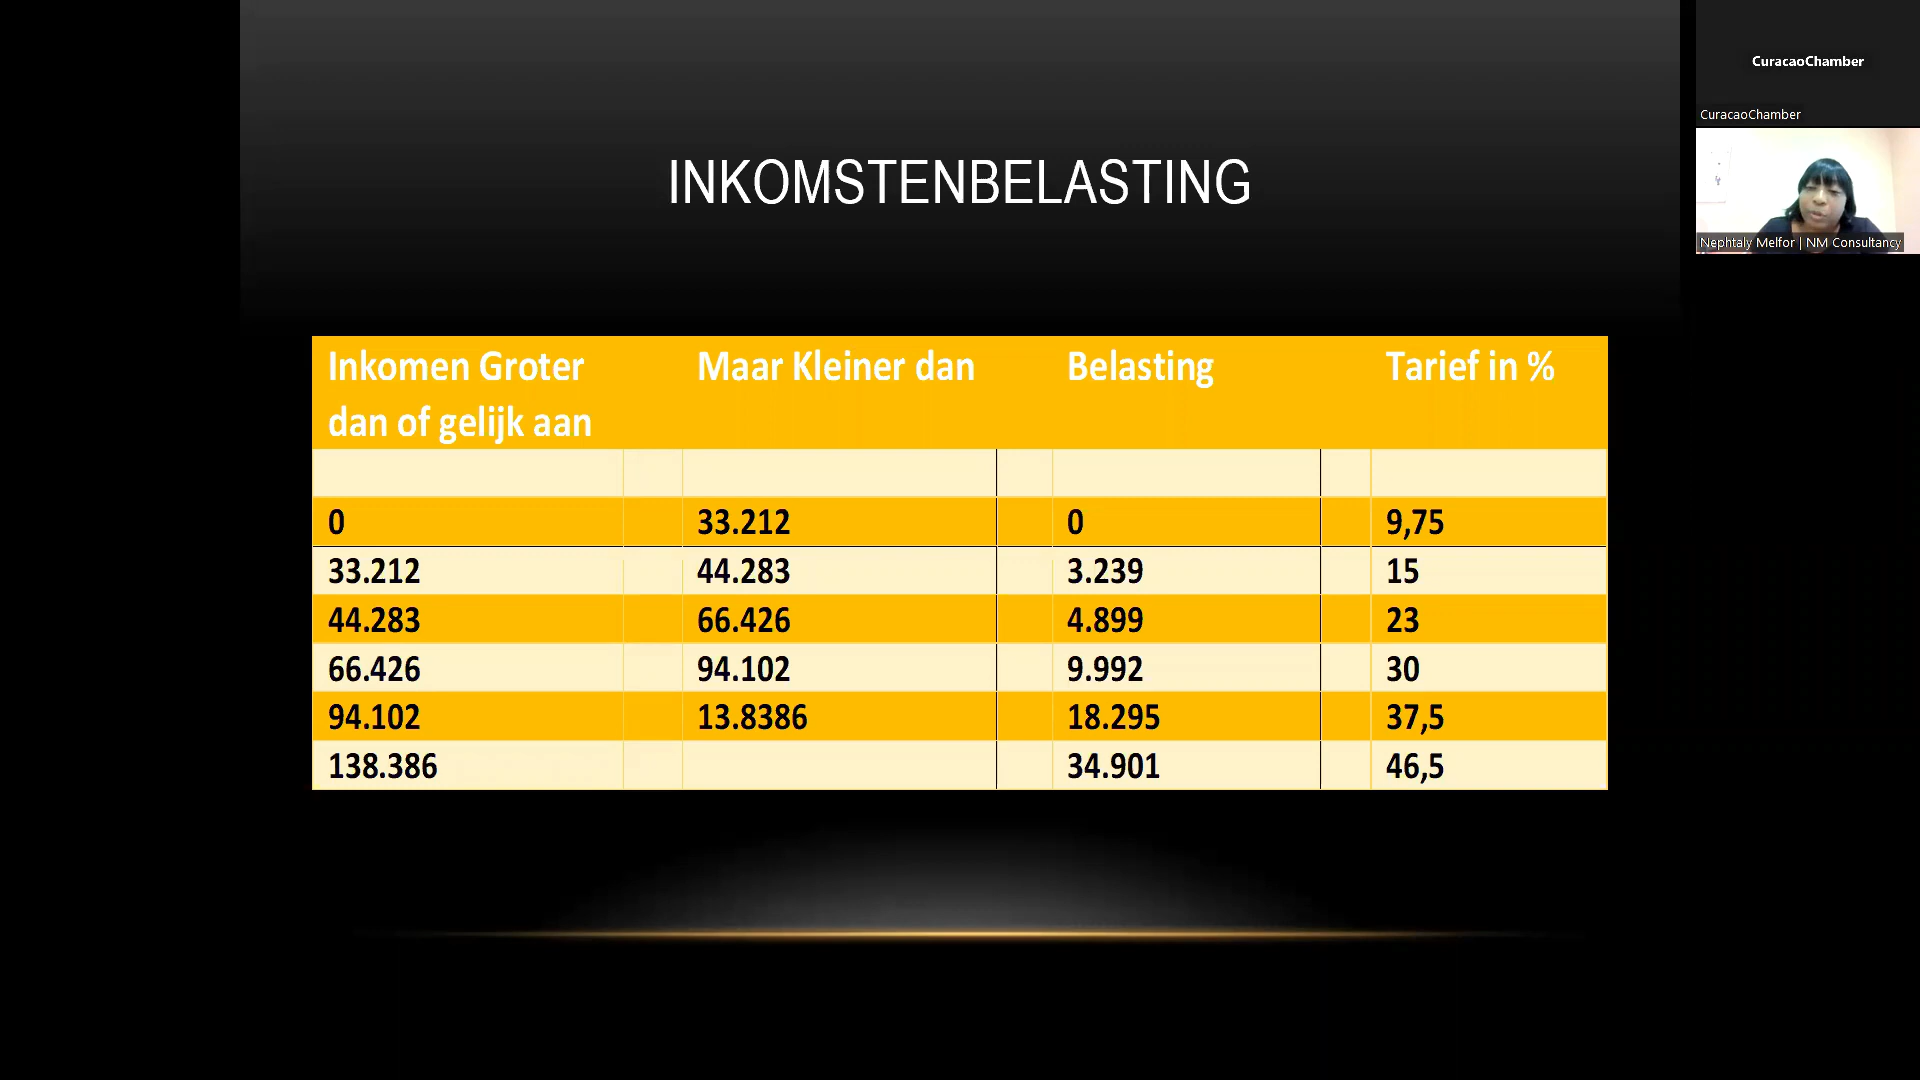 INKOMSTENBELASTING
Inkomen Groter dan of gelijk aan Maar Kleiner dan Belasting Tarief in %
0 33.212 0 9,75
33.212 44.283 3.239 15
44.283 66.426 4.899 23
66.426 94.102 9.992 30
94.102 13.8386 18.295 37,5
138.386 34.901 46,5
CuracaoChamber
CuracaoChamber
Nephtaly Melfor | NM Consultancy